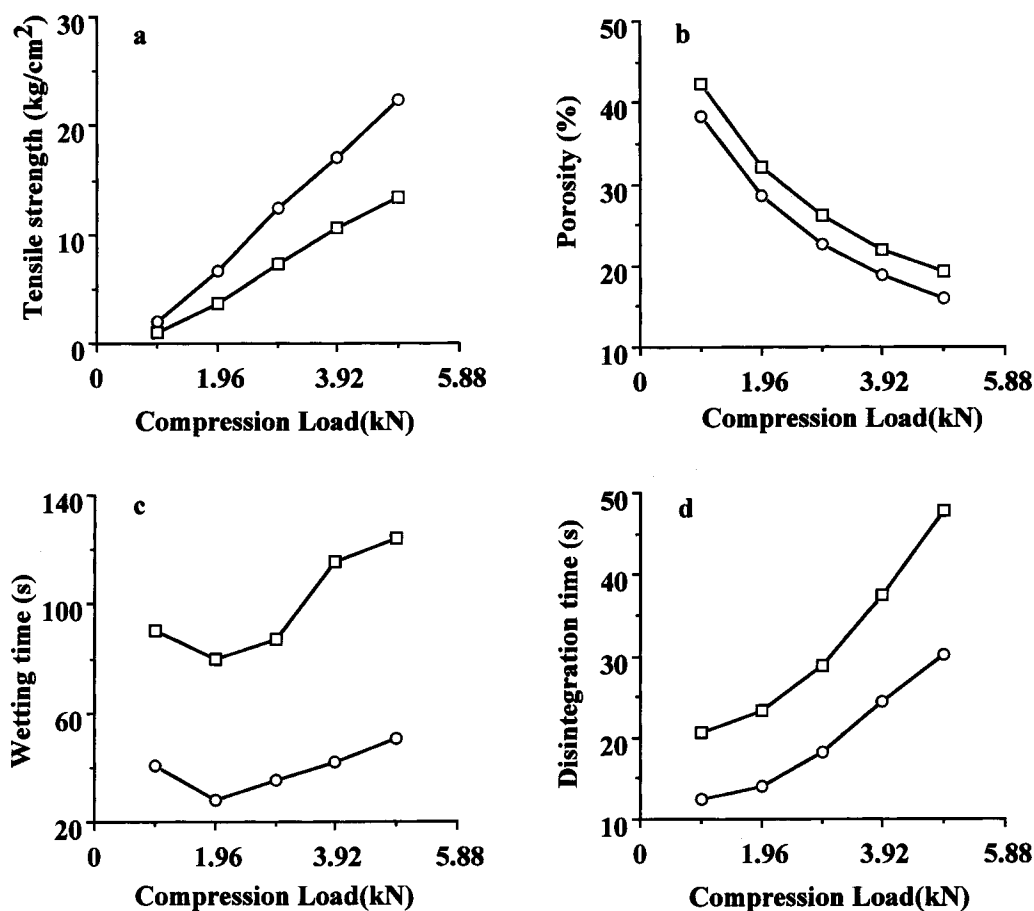 a
Tensile strength (kg/cm²)
30
20
10
0
0 1.96 3.92 5.88
Compression Load(kN)
b
Porosity (%)
50
40
30
20
10
0 1.96 3.92 5.88
Compression Load(kN)
c
Wetting time (s)
140
100
60
20
0 1.96 3.92 5.88
Compression Load(kN)
d
Disintegration time (s)
50
40
30
20
10
0 1.96 3.92 5.88
Compression Load(kN)